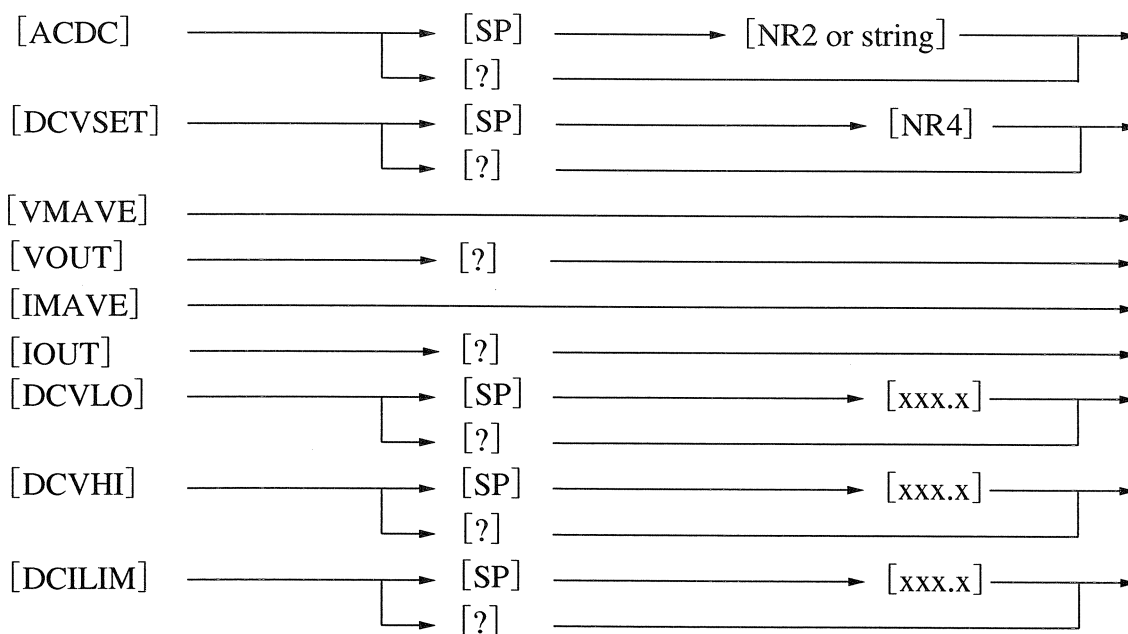 [ACDC] [SP] [NR2 or string]
[?]
[DCVSET] [SP] [NR4]
[?]
[VMAVE]
[VOUT] [?]
[IMAVE]
[IOUT] [?]
[DCVLO] [SP] [xxx.x]
[?]
[DCVHI] [SP] [xxx.x]
[?]
[DCILIM] [SP] [xxx.x]
[?]